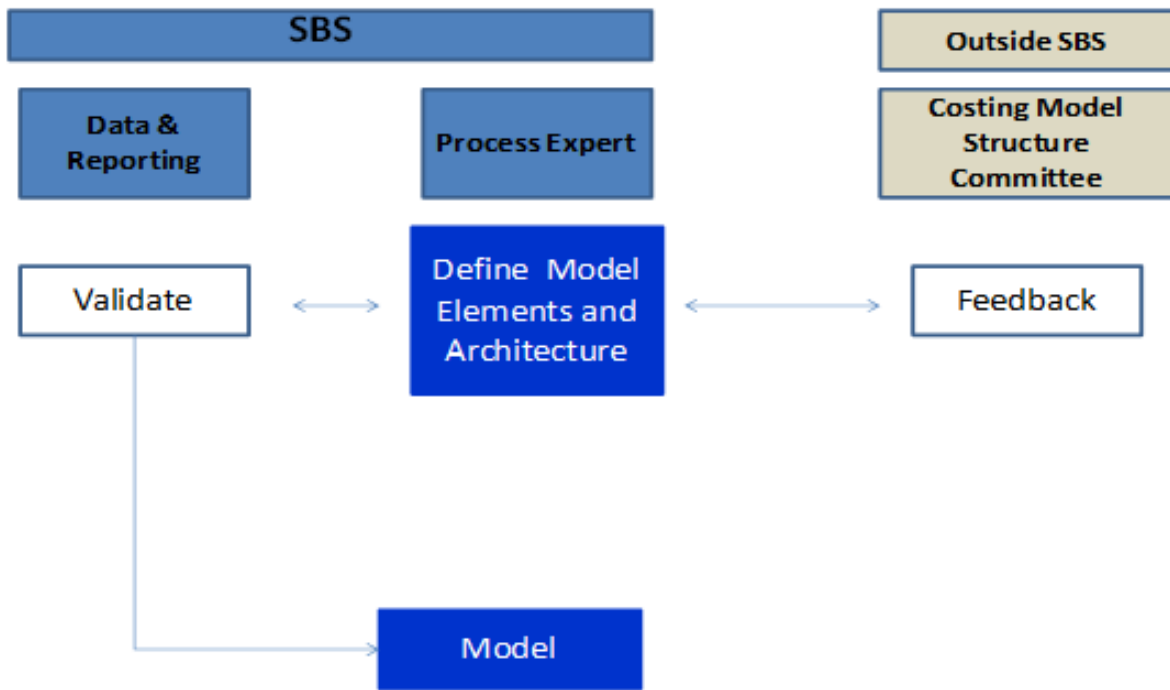 SBS
Outside SBS
Data &
Reporting
Process Expert
Costing Model
Structure
Committee
Validate
Define Model
Elements and
Architecture
Feedback
Model